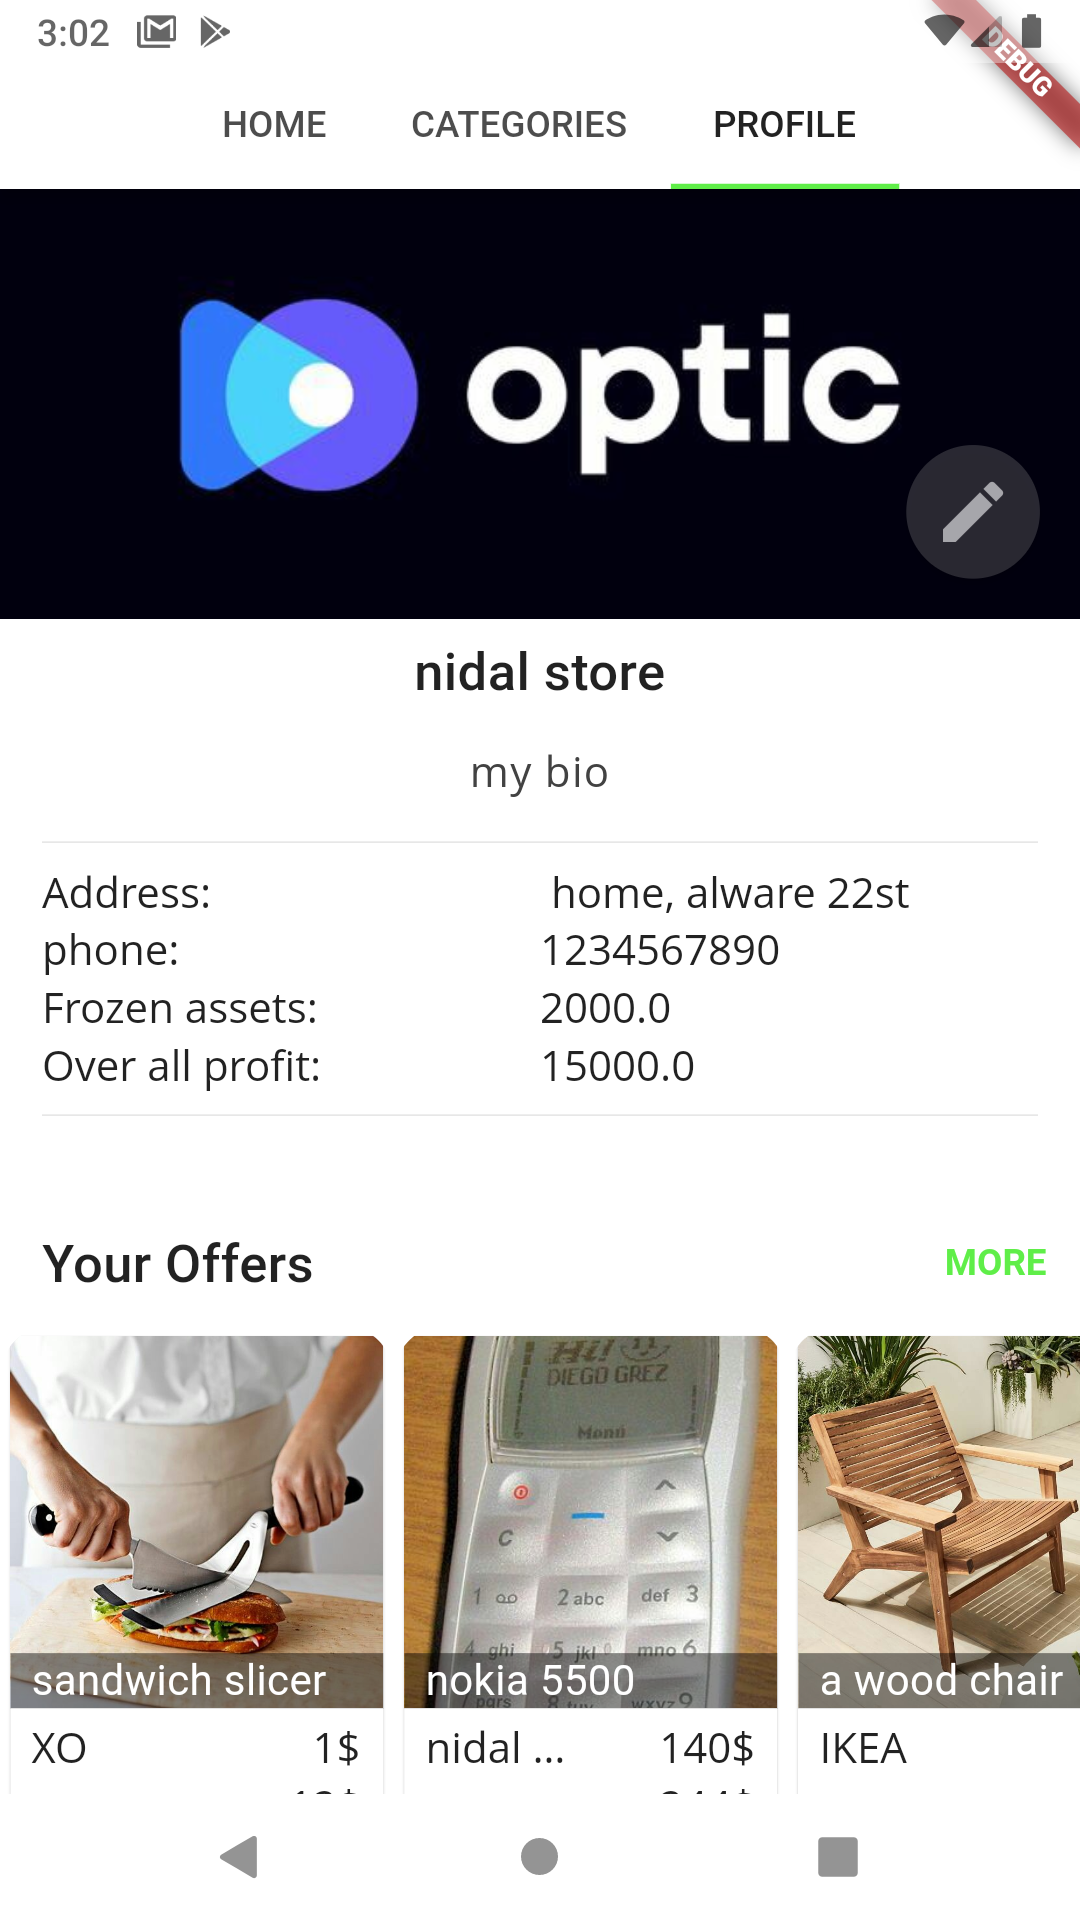 3:02
DEBUG
HOME CATEGORIES PROFILE
optic
nidal store
my bio
Address: home, alware 22st
phone: 1234567890
Frozen assets: 2000.0
Over all profit: 15000.0
Your Offers MORE
Hi!
DIEGO GREZ
Menú
C
1 2 abc def 3
4 ghi 5 jkl mno 6
pqrs 8 tuv wxyz 9
sandwich slicer nokia 5500 a wood chair
XO 1$ nidal ... 140$ IKEA